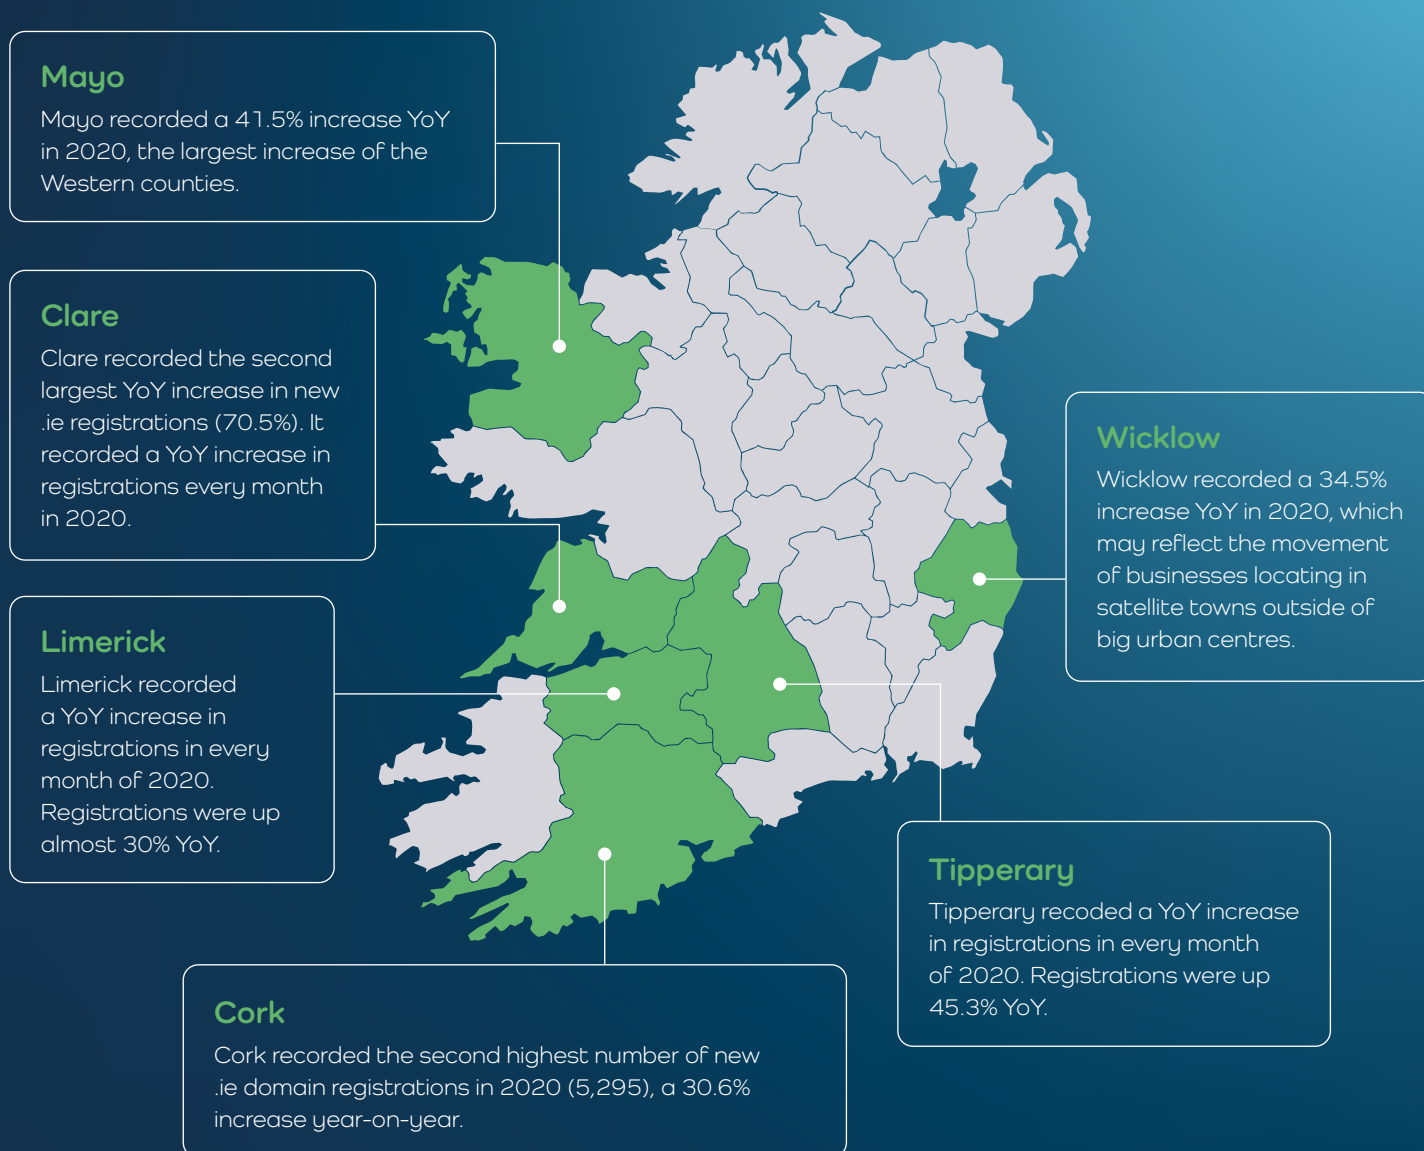 Mayo
Mayo recorded a 41.5% increase YoY
in 2020, the largest increase of the
Western counties.
Clare
Clare recorded the second
largest YoY increase in new
.ie registrations (70.5%). It
recorded a YoY increase in
registrations every month
in 2020.
Wicklow
Wicklow recorded a 34.5%
increase YoY in 2020, which
may reflect the movement
of businesses locating in
satellite towns outside of
big urban centres.
Limerick
Limerick recorded
a YoY increase in
registrations in every
month of 2020.
Registrations were up
almost 30% YoY.
Tipperary
Tipperary recoded a YoY increase
in registrations in every month
of 2020. Registrations were up
45.3% YoY.
Cork
Cork recorded the second highest number of new
.ie domain registrations in 2020 (5,295), a 30.6%
increase year-on-year.